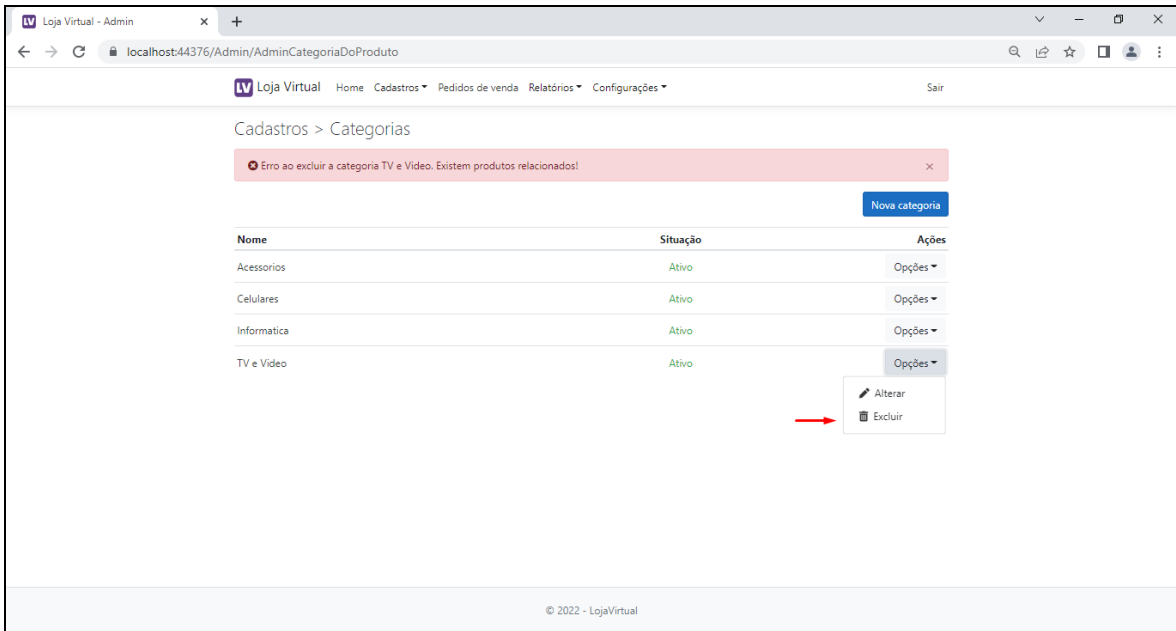 LV Loja Virtual - Admin
localhost:44376/Admin/AdminCategoriaDoProduto
LV Loja Virtual Home Cadastros Pedidos de venda Relatórios Configurações Sair
Cadastros > Categorias
Erro ao excluir a categoria TV e Video. Existem produtos relacionados!
Nova categoria
Nome Situação Ações
Acessorios Ativo Opções
Celulares Ativo Opções
Informatica Ativo Opções
TV e Video Ativo Opções
Alterar
Excluir
© 2022 - LojaVirtual